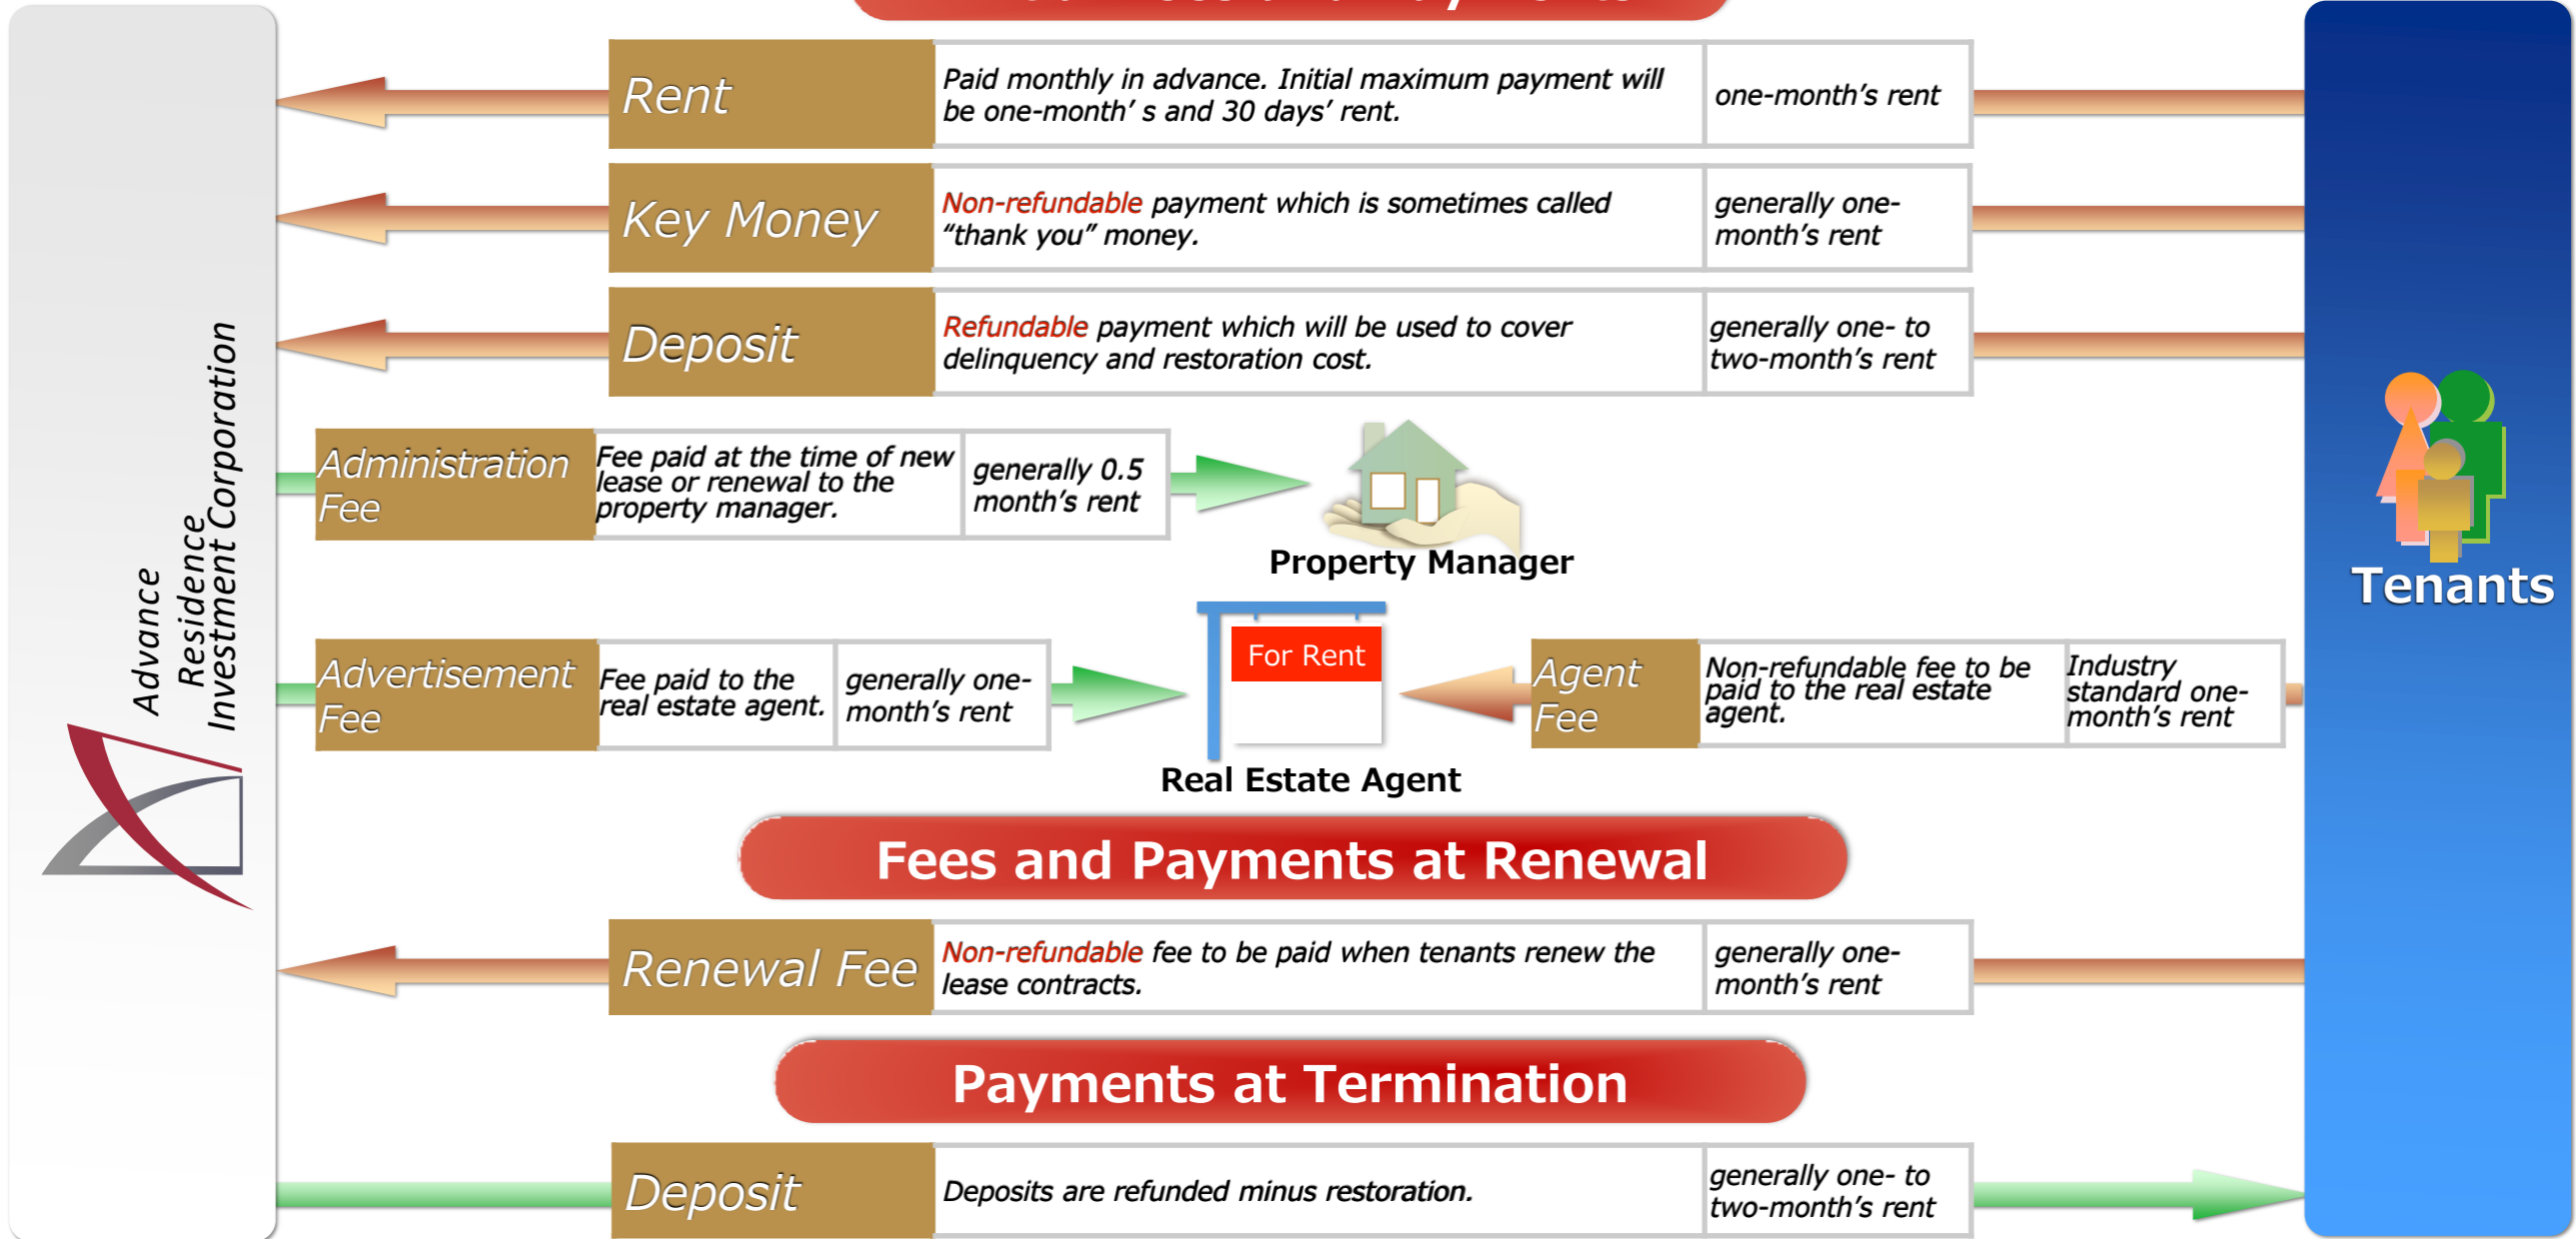 Rent
Paid monthly in advance. Initial maximum payment will
be one-month' s and 30 days' rent.
one-month's rent
Key Money
Non-refundable payment which is sometimes called
"thank you" money.
generally one-
month's rent
Deposit
Refundable payment which will be used to cover
delinquency and restoration cost.
generally one- to
two-month's rent
Advance
Residence
Investment Corporation
Administration
Fee
Fee paid at the time of new
lease or renewal to the
property manager.
generally 0.5
month's rent
Property Manager
Tenants
Advertisement
Fee
Fee paid to the
real estate agent.
generally one-
month's rent
For Rent
Real Estate Agent
Agent
Fee
Non-refundable fee to be
paid to the real estate
agent.
Industry
standard one-
month's rent
Fees and Payments at Renewal
Renewal Fee
Non-refundable fee to be paid when tenants renew the
lease contracts.
generally one-
month's rent
Payments at Termination
Deposit
Deposits are refunded minus restoration.
generally one- to
two-month's rent